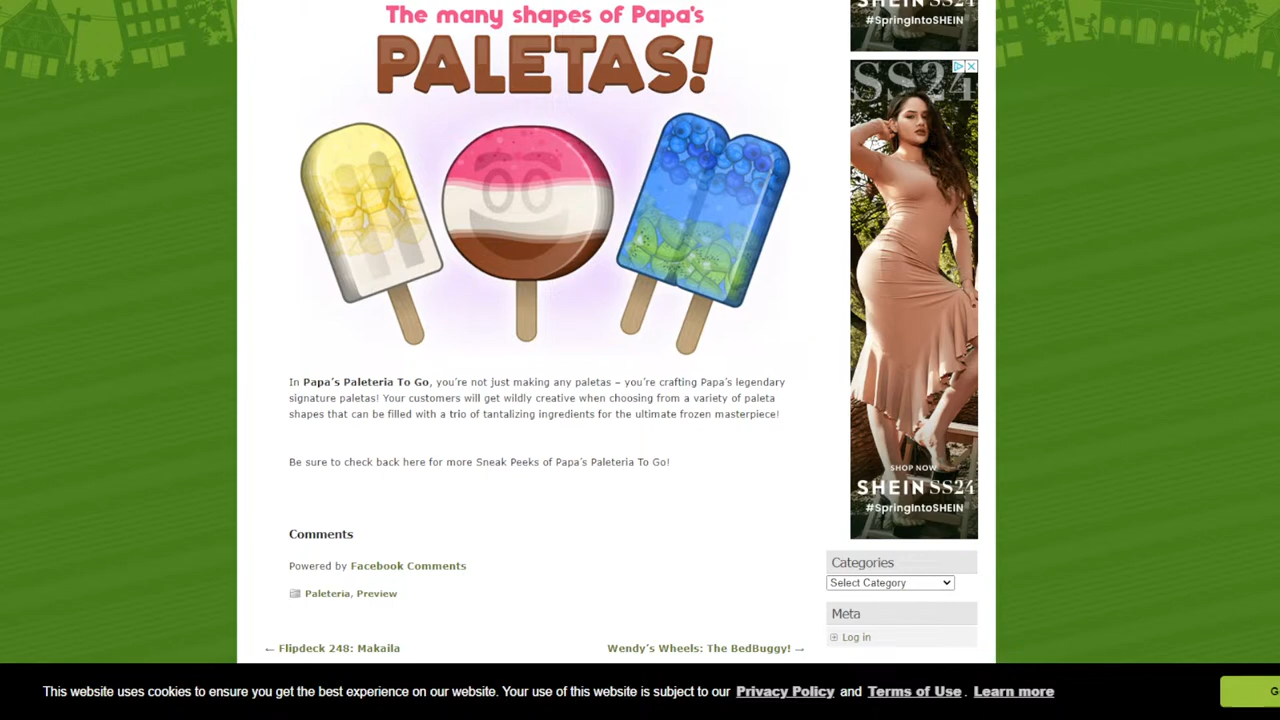 The many shapes of Papa's
PALETAS!
In Papa's Paleteria To Go, you're not just making any paletas – you're crafting Papa's legendary
signature paletas! Your customers will get wildly creative when choosing from a variety of paleta
shapes that can be filled with a trio of tantalizing ingredients for the ultimate frozen masterpiece!
Be sure to check back here for more Sneak Peeks of Papa's Paleteria To Go!
Comments
Powered by Facebook Comments
Paleteria, Preview
← Flipdeck 248: Makaila
Wendy's Wheels: The BedBuggy! →
#SpringIntoSHEIN
SS24
SHOP NOW
SHEIN SS24
#SpringIntoSHEIN
Categories
Select Category
Meta
Log in
This website uses cookies to ensure you get the best experience on our website. Your use of this website is subject to our Privacy Policy and Terms of Use. Learn more